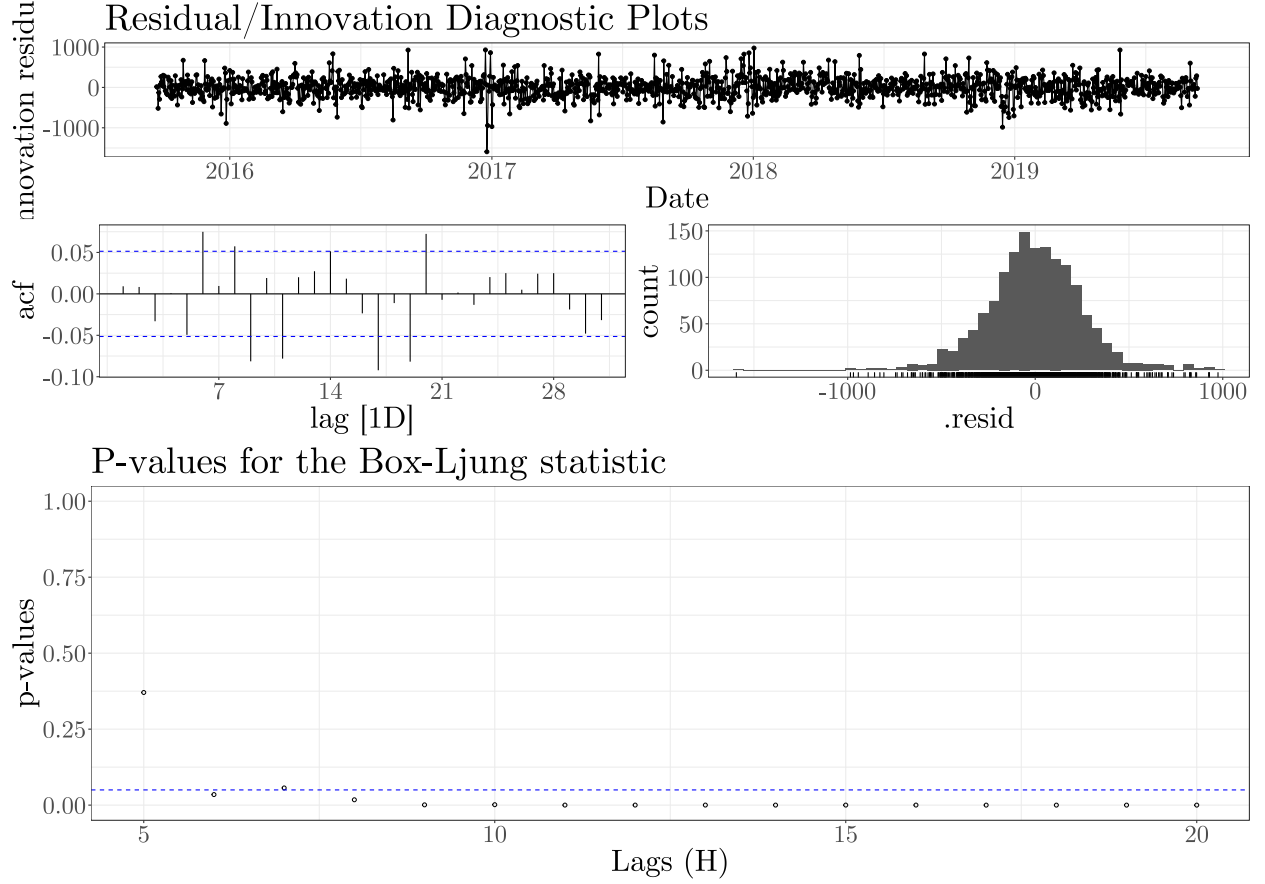 Residual/Innovation Diagnostic Plots
nnovation residu
1000
0
-1000
2016 2017 2018 2019
Date
acf
0.05
0.00
-0.05
-0.10
7 14 21 28
lag [1D]
count
150
100
50
0
-1000 0 1000
.resid
P-values for the Box-Ljung statistic
p-values
1.00
0.75
0.50
0.25
0.00
5 10 15 20
Lags (H)